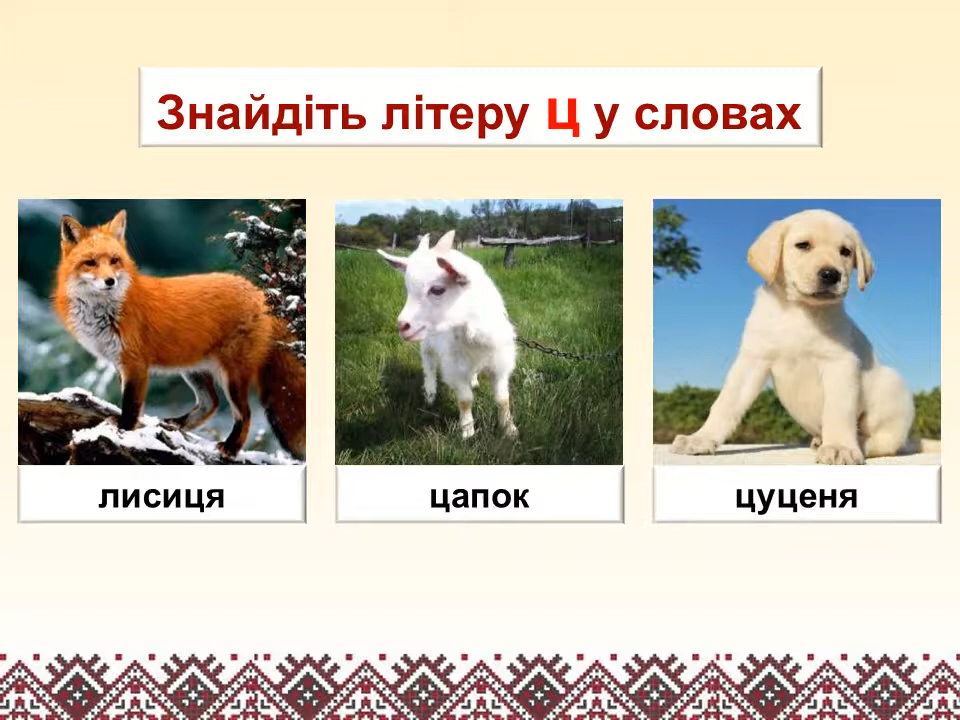 Знайдіть літеру ц у словах
лисиця
цапок
цуценя